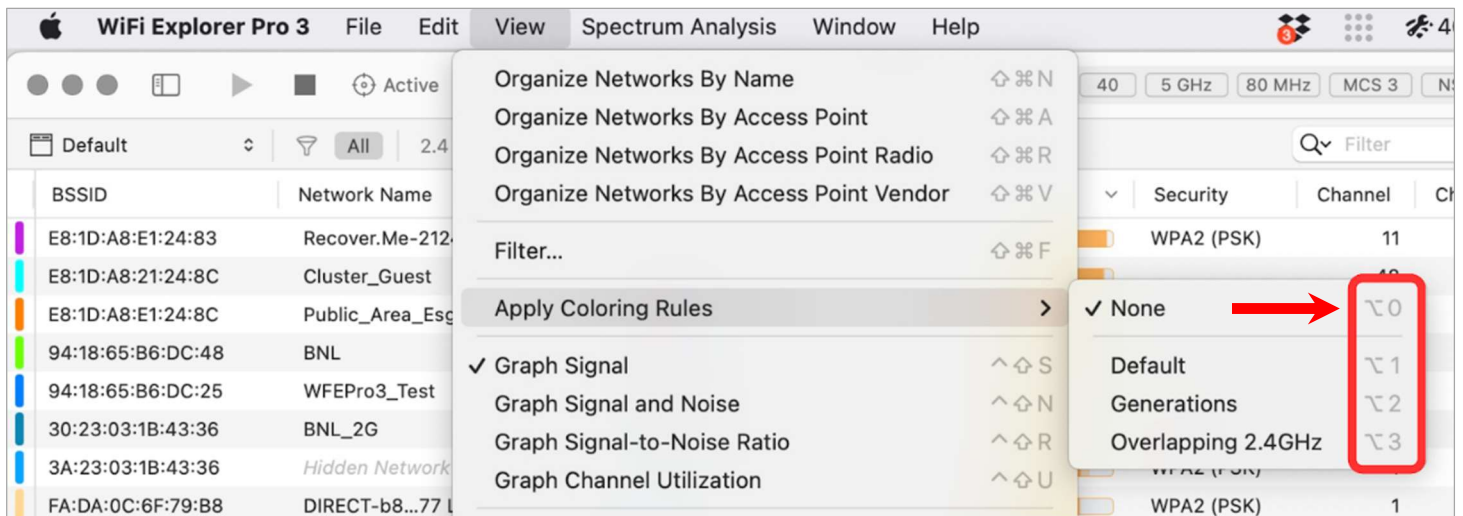 WiFi Explorer Pro 3 File Edit View Spectrum Analysis Window Help 3
Active 40 5 GHz 80 MHz MCS 3
Default All 2.4 Filter
BSSID Network Name Security Channel
E8:1D:A8:E1:24:83 Recover.Me-212 WPA2 (PSK) 11
E8:1D:A8:21:24:8C Cluster_Guest
E8:1D:A8:E1:24:8C Public_Area_Esg
94:18:65:B6:DC:48 BNL
94:18:65:B6:DC:25 WFEPro3_Test
30:23:03:1B:43:36 BNL_2G
3A:23:03:1B:43:36 Hidden Network
FA:DA:0C:6F:79:B8 DIRECT-b8...77 L WPA2 (PSK) 1
Organize Networks By Name ⇧⌘N
Organize Networks By Access Point ⇧⌘A
Organize Networks By Access Point Radio ⇧⌘R
Organize Networks By Access Point Vendor ⇧⌘V
Filter... ⇧⌘F
Apply Coloring Rules >
✓ Graph Signal ^⇧S
Graph Signal and Noise ^⇧N
Graph Signal-to-Noise Ratio ^⇧R
Graph Channel Utilization ^⇧U
✓ None ⌥0
Default ⌥1
Generations ⌥2
Overlapping 2.4GHz ⌥3